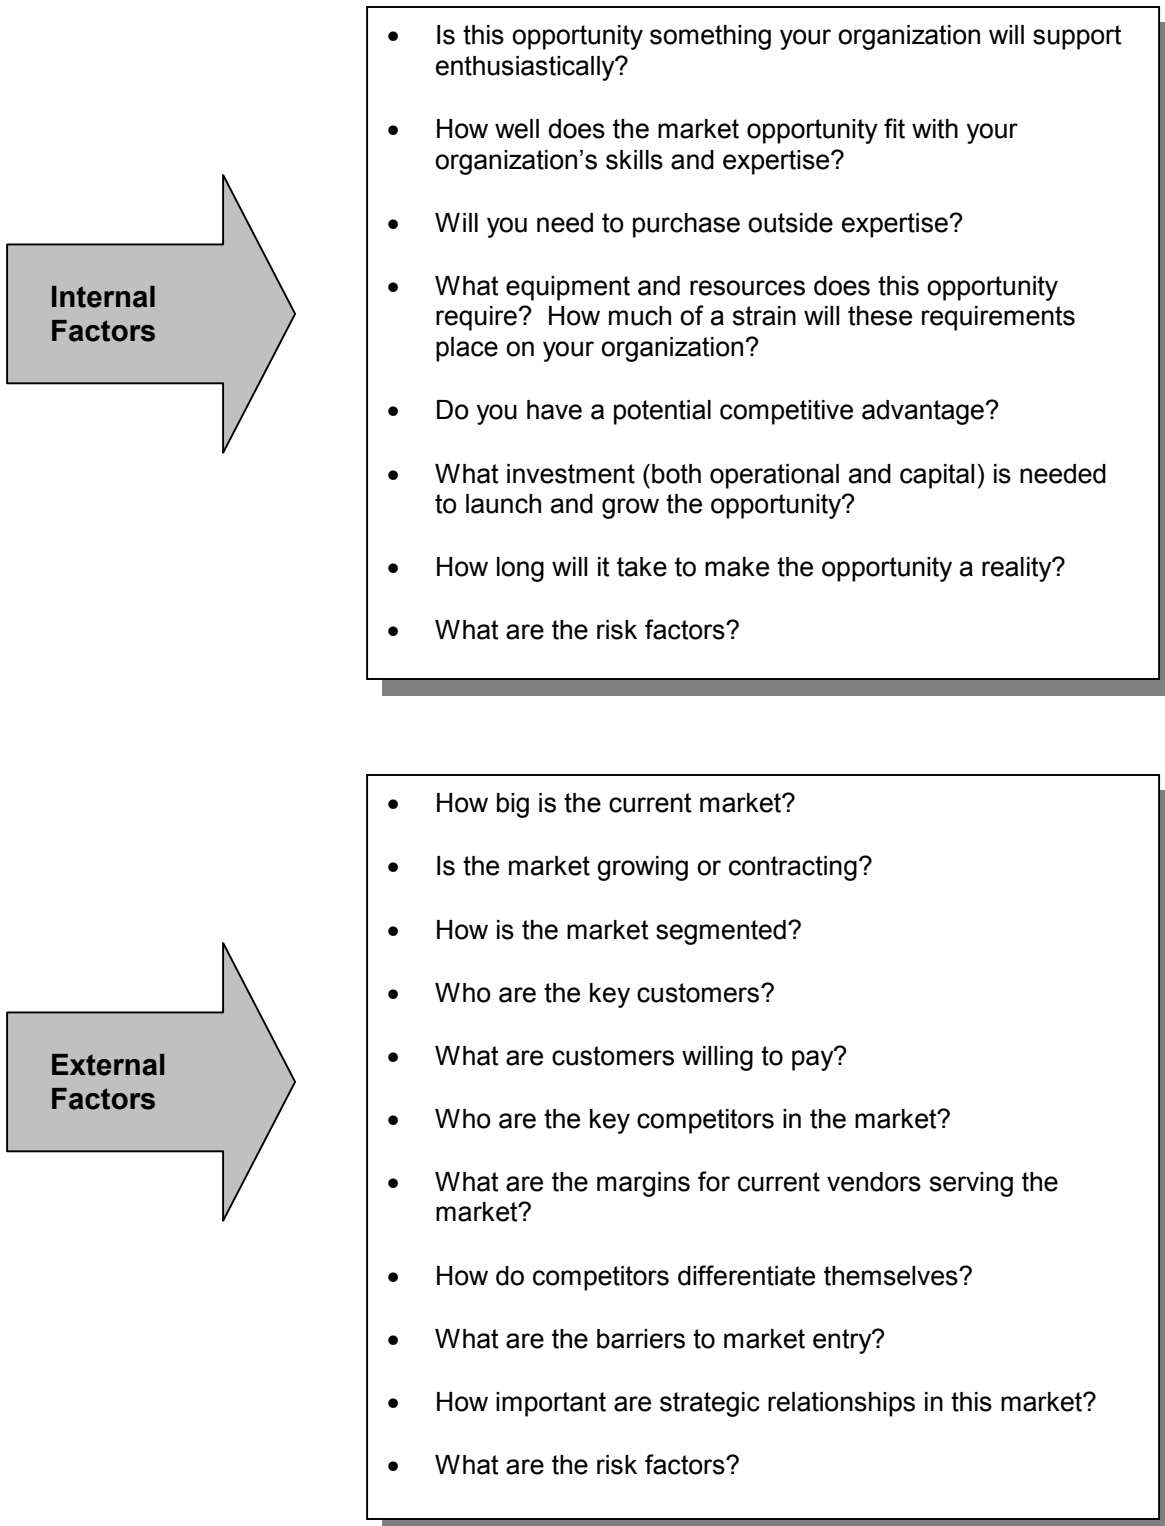 • Is this opportunity something your organization will support
enthusiastically?
• How well does the market opportunity fit with your
organization’s skills and expertise?
• Will you need to purchase outside expertise?
• What equipment and resources does this opportunity
require?  How much of a strain will these requirements
place on your organization?
• Do you have a potential competitive advantage?
• What investment (both operational and capital) is needed
to launch and grow the opportunity?
• How long will it take to make the opportunity a reality?
• What are the risk factors?
Internal
Factors
• How big is the current market?
• Is the market growing or contracting?
• How is the market segmented?
• Who are the key customers?
• What are customers willing to pay?
• Who are the key competitors in the market?
• What are the margins for current vendors serving the
market?
• How do competitors differentiate themselves?
• What are the barriers to market entry?
• How important are strategic relationships in this market?
• What are the risk factors?
External
Factors